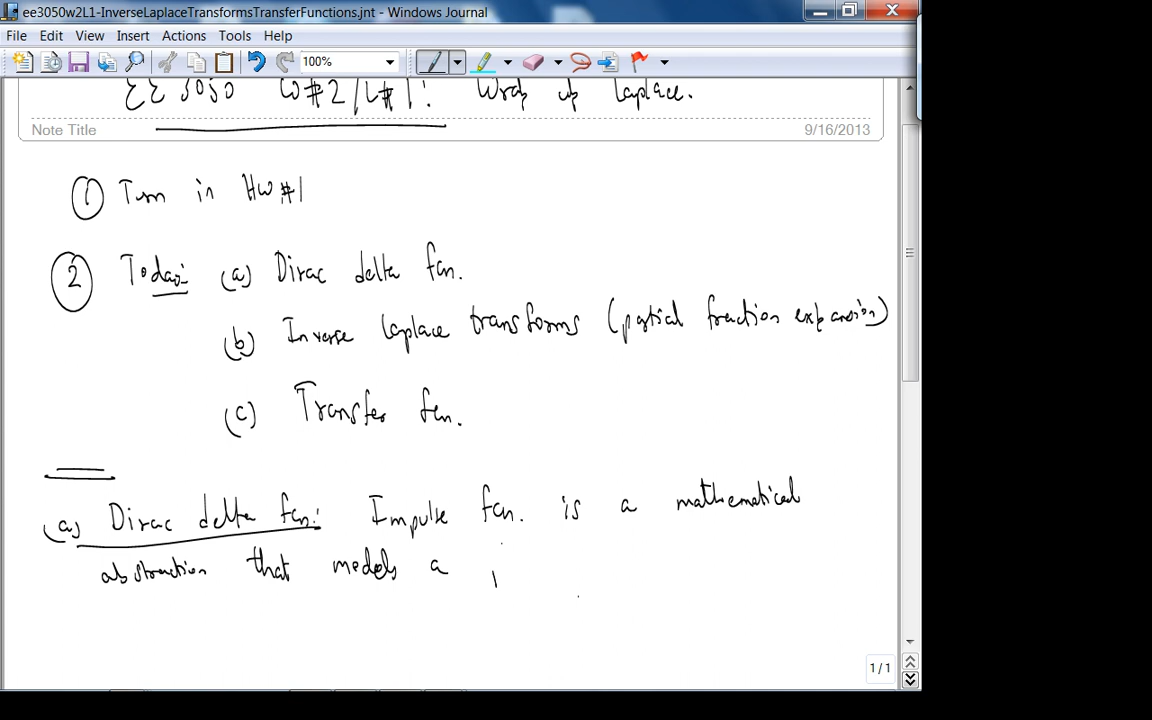 ee3050w2L1-InverseLaplaceTransformsTransferFunctions.jnt - Windows Journal
File Edit View Insert Actions Tools Help
100%
EE 3050 W#2/L#1: Wrap up Laplace.
Note Title 9/16/2013
① Turn in HW#1
② Today: (a) Dirac delta fcn.
(b) Inverse Laplace transforms (partial fraction expansion)
(c) Transfer fcn.
(a) Dirac delta fcn: Impulse fcn. is a mathematical
abstraction that models a
1/1